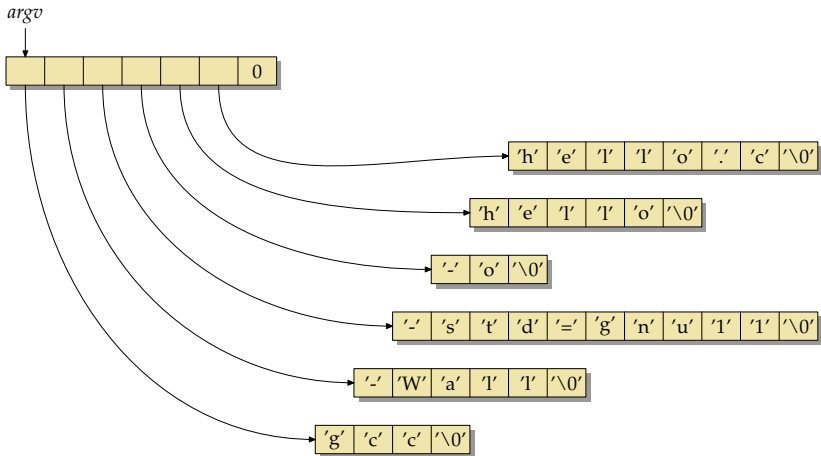 argv
0
'h' 'e' 'l' 'l' 'o' '.' 'c' '\0'
'h' 'e' 'l' 'l' 'o' '\0'
'-' 'o' '\0'
'-' 's' 't' 'd' '=' 'g' 'n' 'u' '1' '1' '\0'
'-' 'W' 'a' 'l' 'l' '\0'
'g' 'c' 'c' '\0'